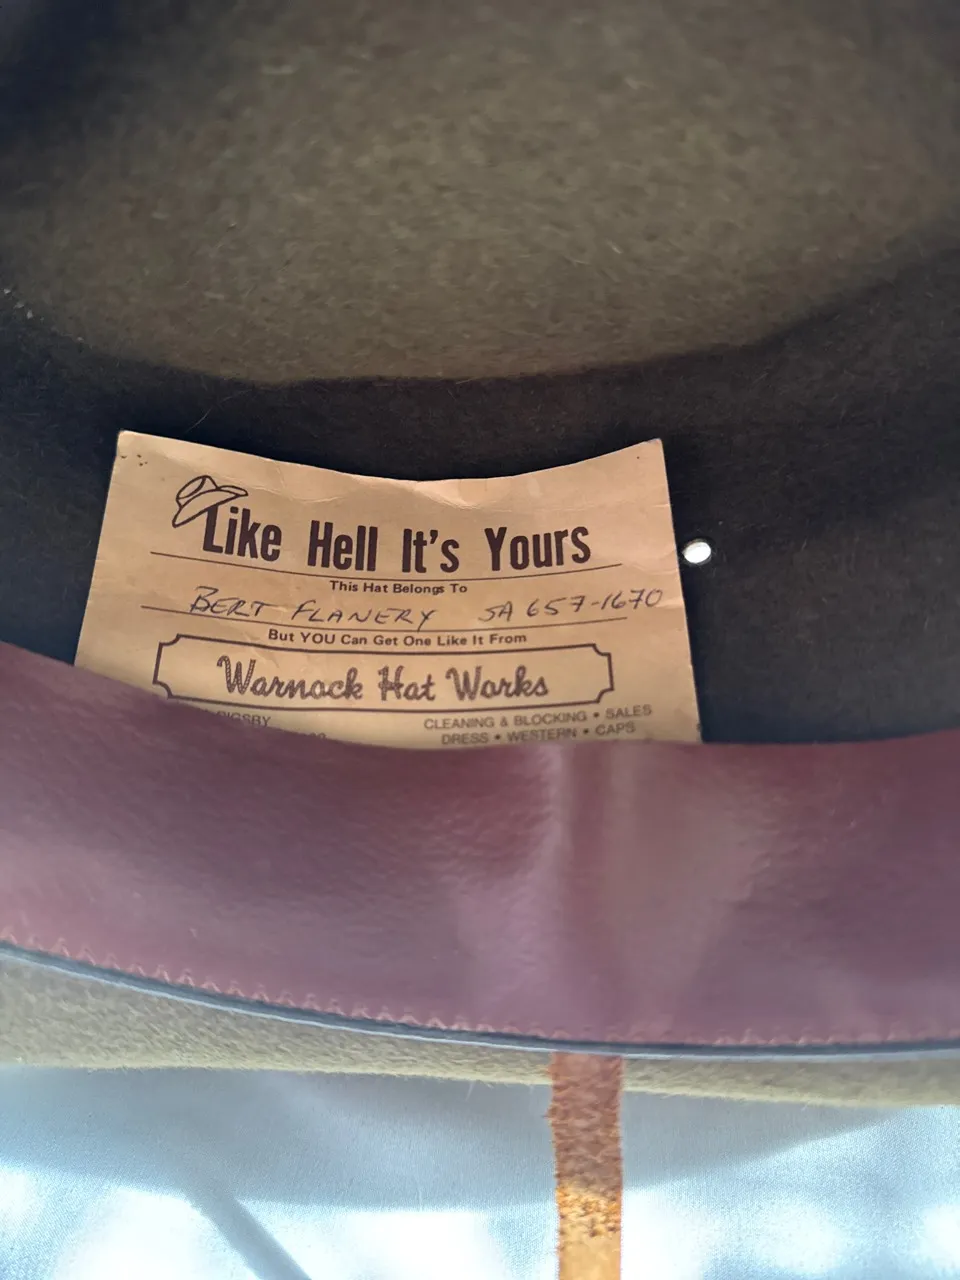 Like Hell It's Yours
This Hat Belongs To
BERT FLANERY SA 657-1670
But YOU Can Get One Like It From
Warnock Hat Works
RIGSBY
CLEANING & BLOCKING • SALES
DRESS • WESTERN • CAPS